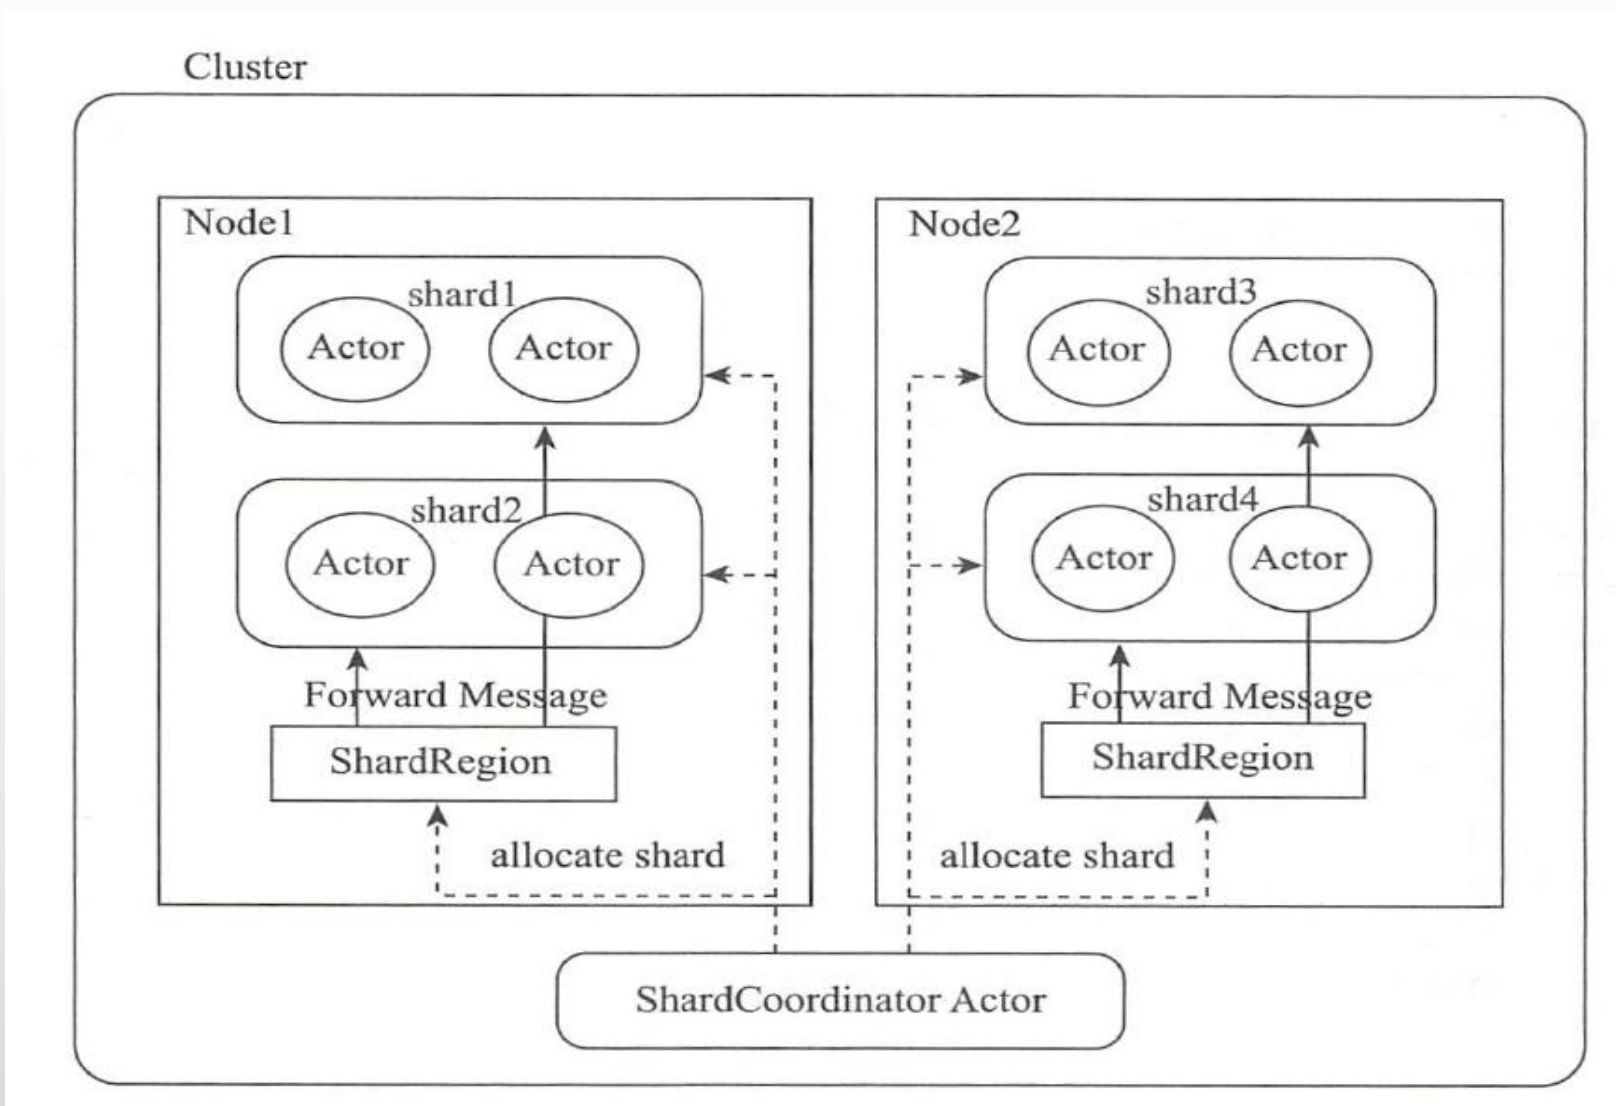 Cluster
Node1
shard1
Actor
Actor
shard2
Actor
Actor
Forward Message
ShardRegion
allocate shard
Node2
shard3
Actor
Actor
shard4
Actor
Actor
Forward Message
ShardRegion
allocate shard
ShardCoordinator Actor